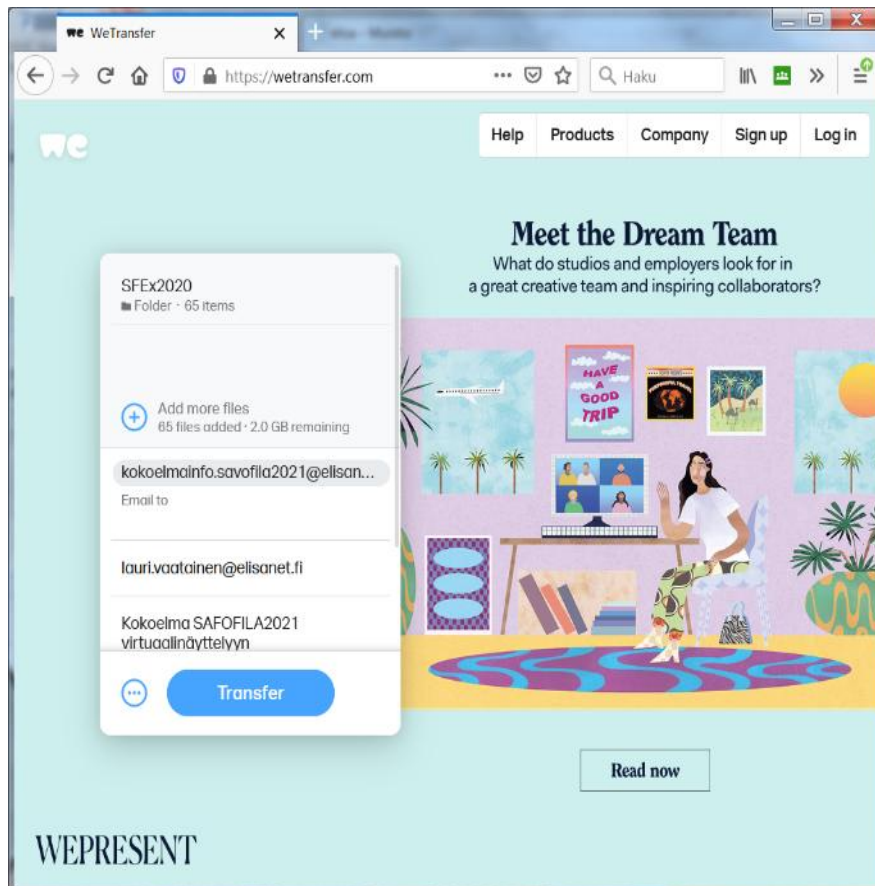 we WeTransfer
https://wetransfer.com
Haku
we
Help Products Company Sign up Log in
Meet the Dream Team
What do studios and employers look for in
a great creative team and inspiring collaborators?
SFEx2020
Folder · 65 items
Add more files
65 files added · 2.0 GB remaining
kokoelmainfo.savofila2021@elisan...
Email to
lauri.vaatainen@elisanet.fi
Kokoelma SAFOFILA2021
virtuaalinäyttelyyn
Transfer
HAVE
A
GOOD
TRIP
Read now
WEPRESENT